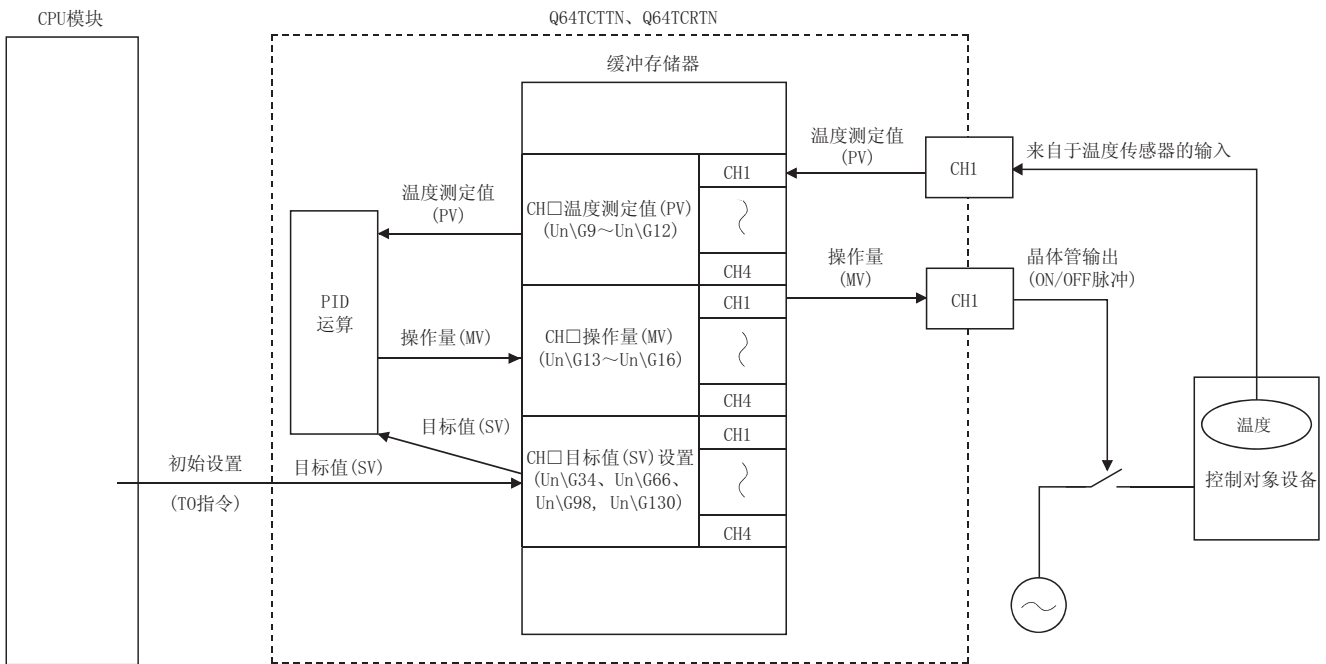 CPU模块
Q64TCTTN、Q64TCRTN
缓冲存储器
温度测定值
(PV)
CH1
来自于温度传感器的输入
CH1
温度测定值
(PV)
CH□温度测定值(PV)
(Un\G9～Un\G12)
CH4
操作量
(MV)
晶体管输出
(ON/OFF脉冲)
CH1
CH1
PID
运算
操作量(MV)
CH□操作量(MV)
(Un\G13～Un\G16)
CH4
目标值(SV)
CH1
温度
初始设置
(TO指令)
目标值(SV)
CH□目标值(SV)设置
(Un\G34、Un\G66、
Un\G98, Un\G130)
CH4
控制对象设备